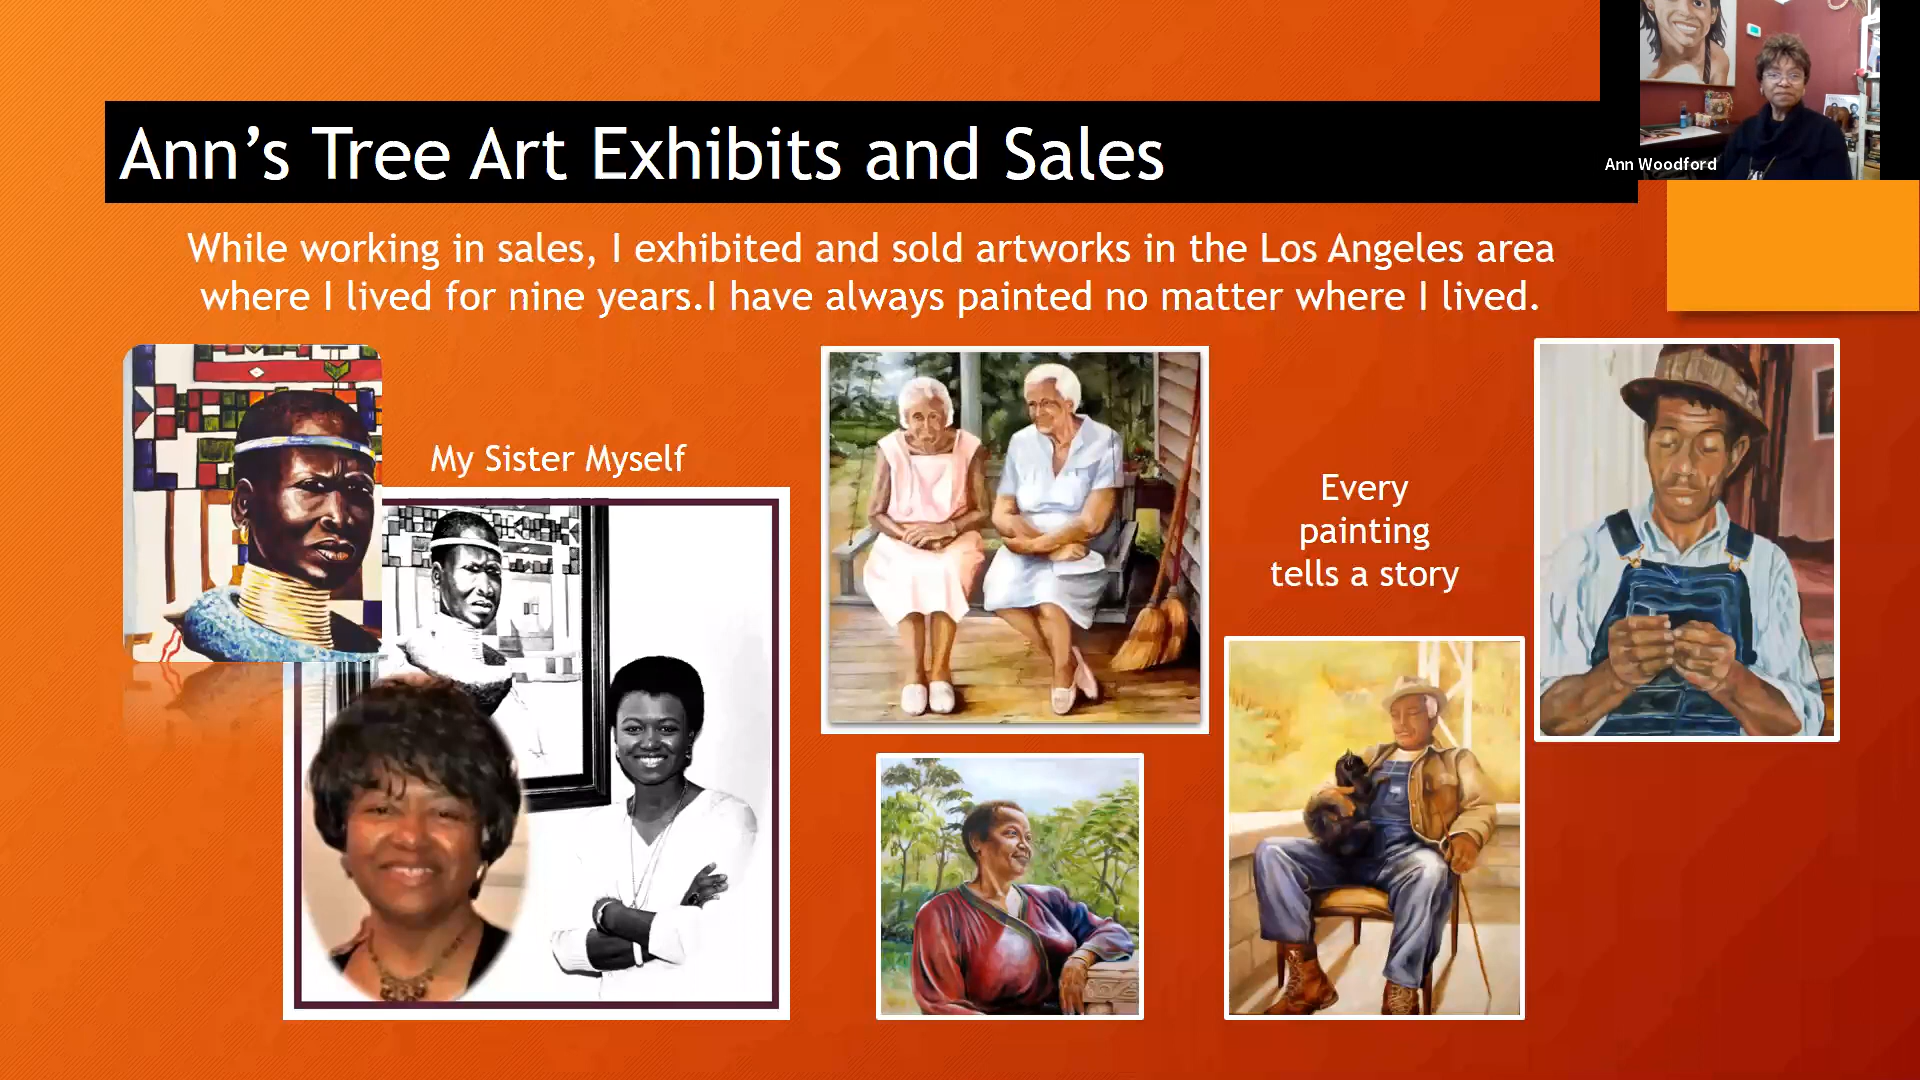 Ann's Tree Art Exhibits and Sales
Ann Woodford
While working in sales, I exhibited and sold artworks in the Los Angeles area
where I lived for nine years.I have always painted no matter where I lived.
My Sister Myself
Every
painting
tells a story